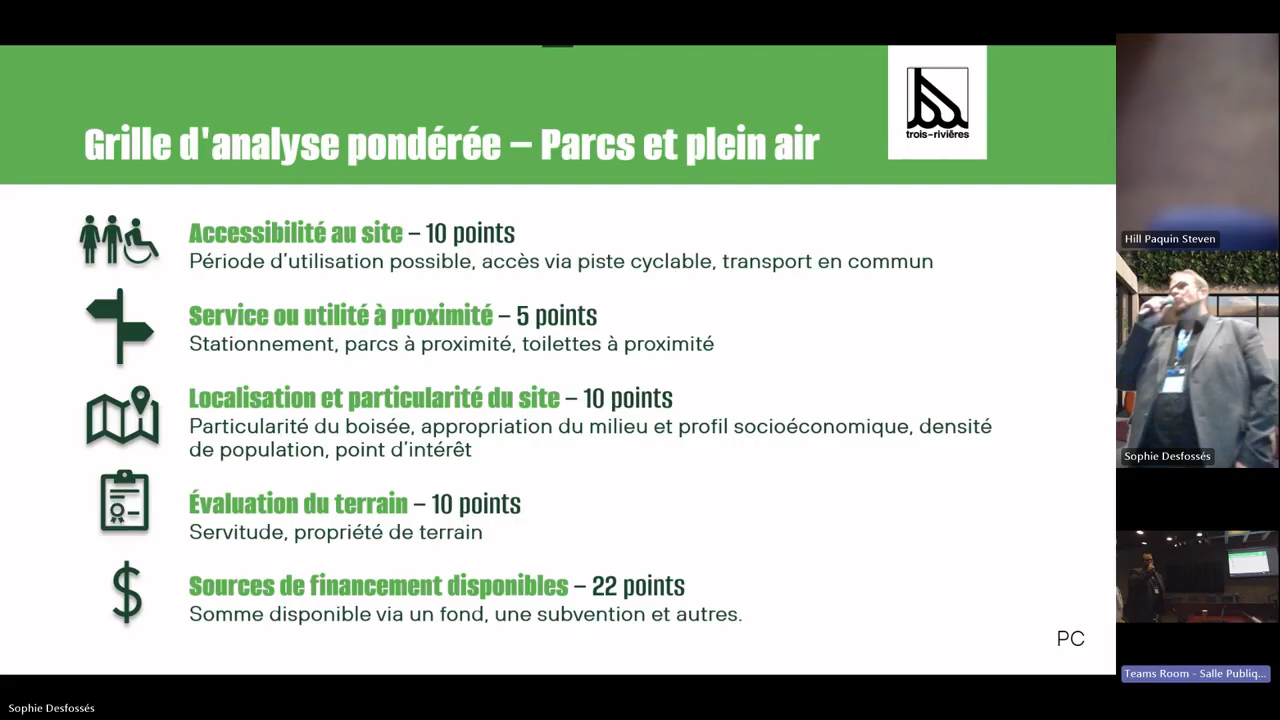 Grille d'analyse pondérée – Parcs et plein air
trois-rivières
Accessibilité au site – 10 points
Période d'utilisation possible, accès via piste cyclable, transport en commun
Service ou utilité à proximité – 5 points
Stationnement, parcs à proximité, toilettes à proximité
Localisation et particularité du site – 10 points
Particularité du boisée, appropriation du milieu et profil socioéconomique, densité
de population, point d'intérêt
Évaluation du terrain – 10 points
Servitude, propriété de terrain
Sources de financement disponibles – 22 points
Somme disponible via un fond, une subvention et autres.
PC
Hill Paquin Steven
Sophie Desfossés
Teams Room - Salle Publiq...
Sophie Desfossés